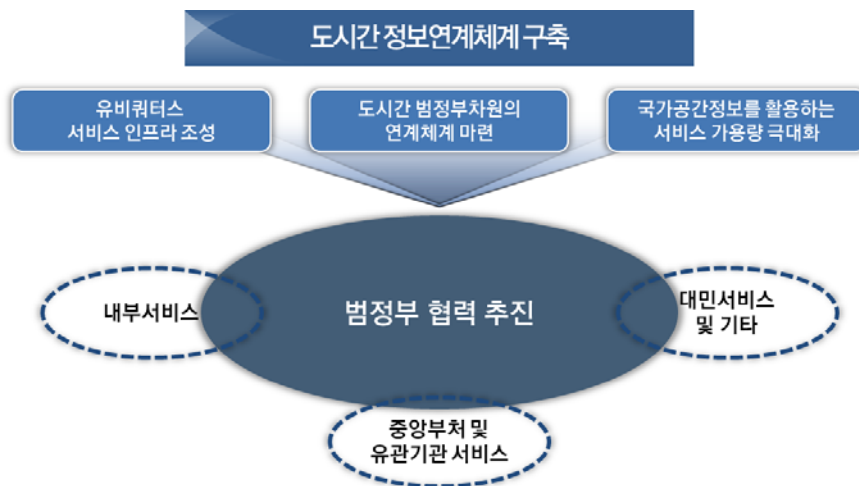 도시간 정보연계체계 구축
유비쿼터스
서비스 인프라 조성
도시간 범정부차원의
연계체계 마련
국가공간정보를 활용하는
서비스 가용량 극대화
내부서비스
범정부 협력 추진
대민서비스
및 기타
중앙부처 및
유관기관 서비스